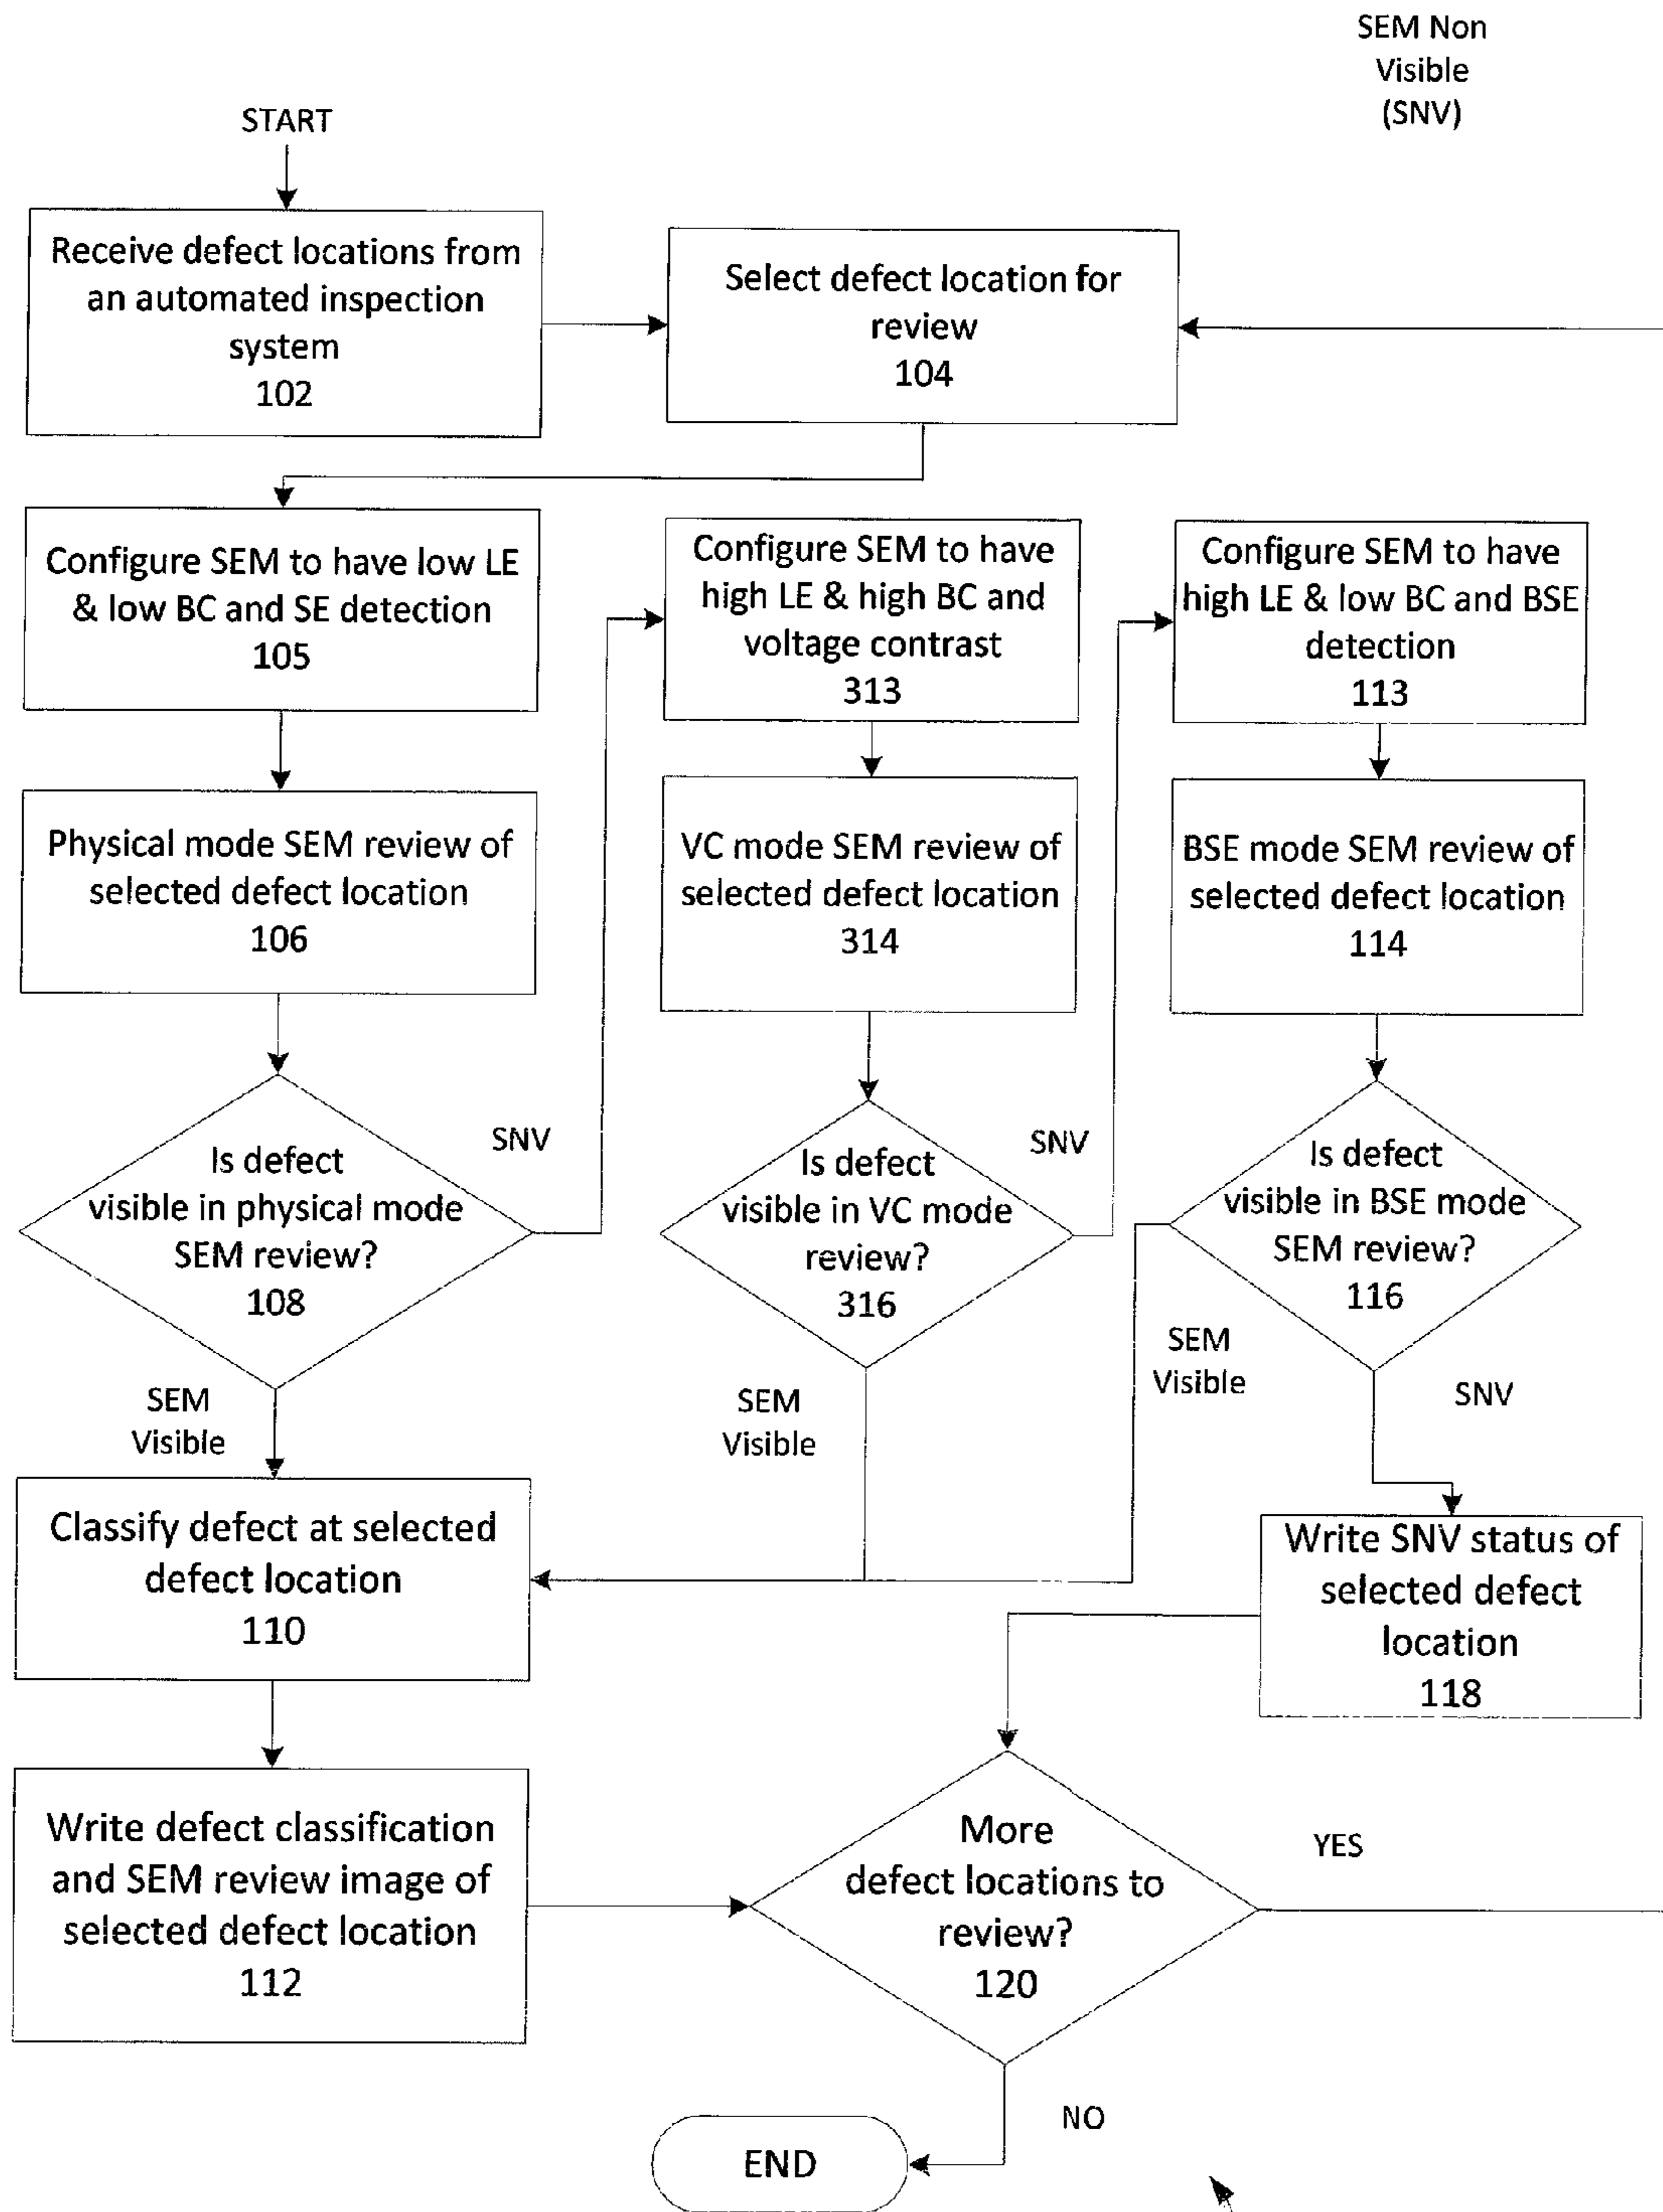 SEM Non
Visible
(SNV)
START
Receive defect locations from
an automated inspection
system
102
Select defect location for
review
104
Configure SEM to have low LE
& low BC and SE detection
105
Configure SEM to have
high LE & high BC and
voltage contrast
313
Configure SEM to have
high LE & low BC and BSE
detection
113
Physical mode SEM review of
selected defect location
106
VC mode SEM review of
selected defect location
314
BSE mode SEM review of
selected defect location
114
Is defect
visible in physical mode
SEM review?
108
SNV
Is defect
visible in VC mode
review?
316
SNV
Is defect
visible in BSE mode
SEM review?
116
SEM
Visible
SEM
Visible
SEM
Visible
SNV
Classify defect at selected
defect location
110
Write SNV status of
selected defect
location
118
Write defect classification
and SEM review image of
selected defect location
112
More
defect locations to
review?
120
YES
NO
END